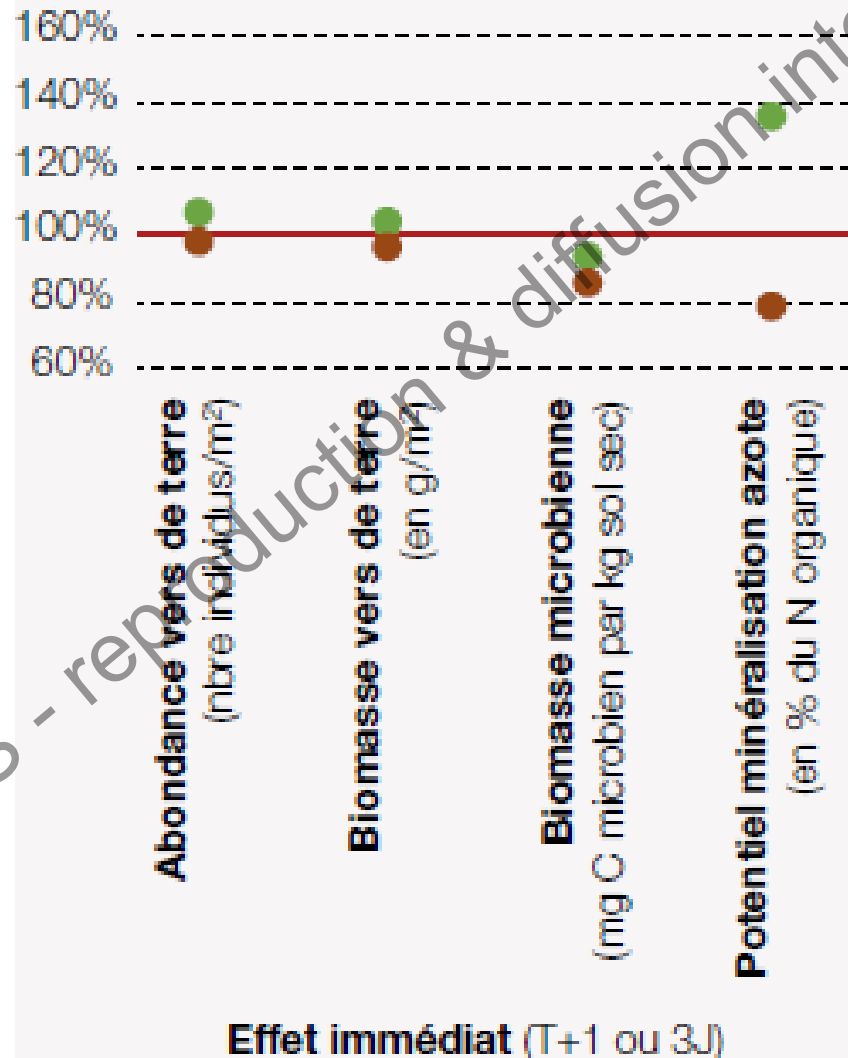 160%
140%
120%
100%
80%
60%
Abondance vers de terre
(nbre individus/m²)
Biomasse vers de terre
(en g/m²)
Biomasse microbienne
(mg C microbien par kg sol sec)
Potentiel minéralisation azote
(en % du N organique)
- reproduction & diffusion inte
Effet immédiat (T+1 ou 3J)